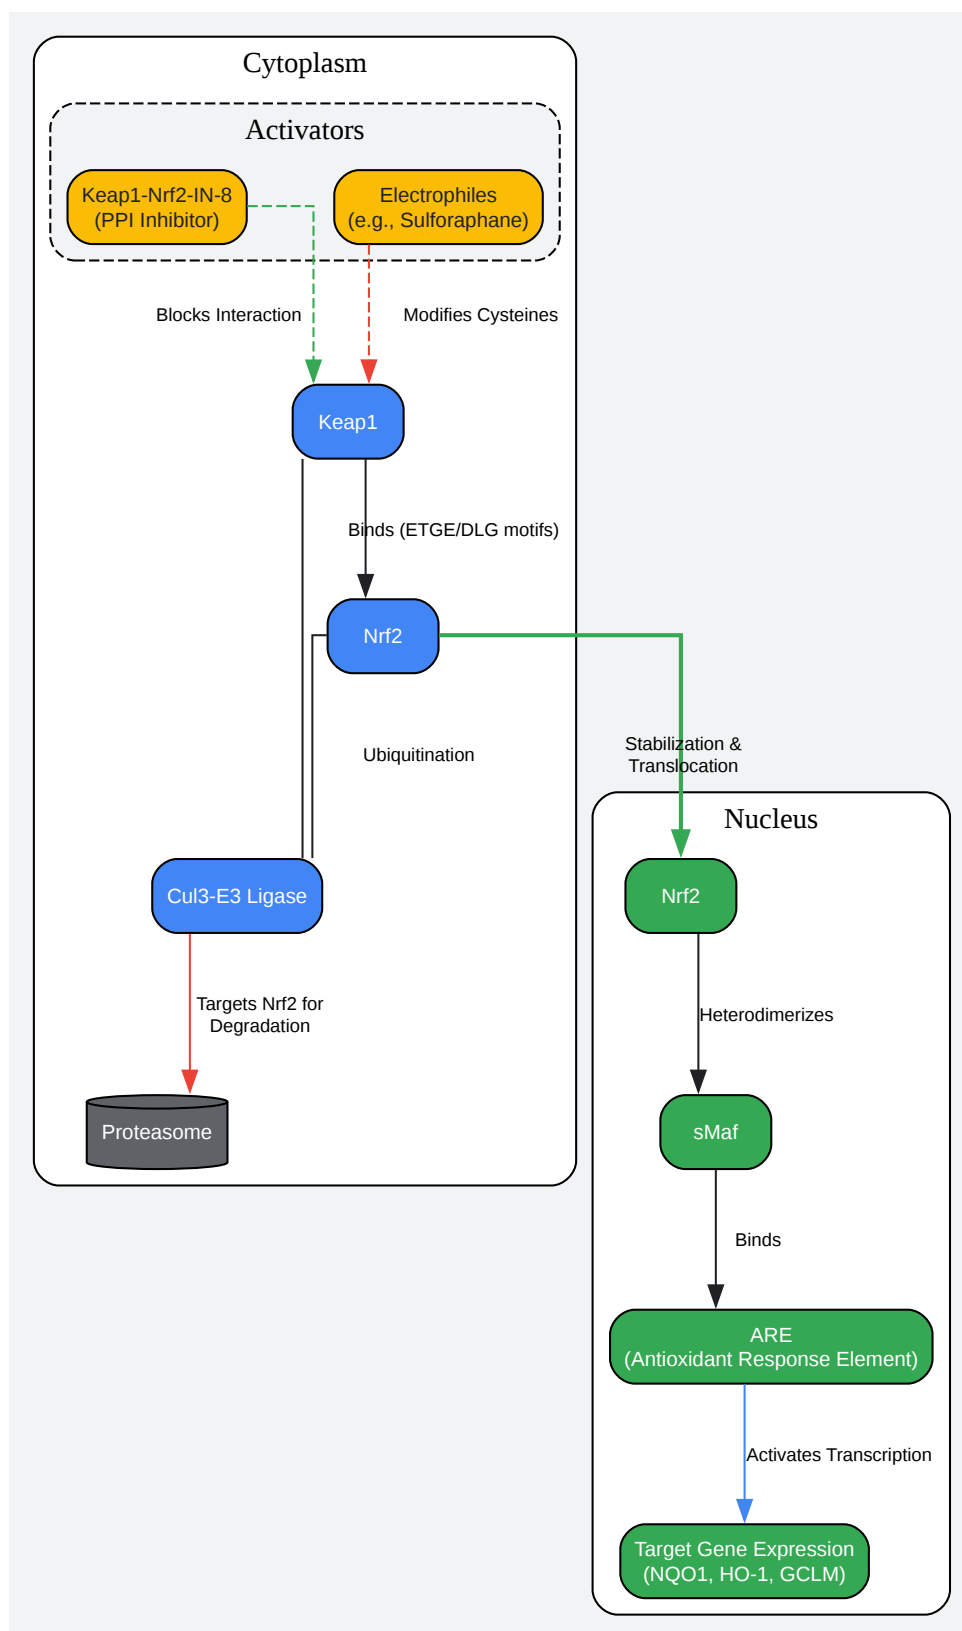 Cytoplasm
Activators
Keap1-Nrf2-IN-8
(PPI Inhibitor)
Electrophiles
(e.g., Sulforaphane)
Blocks Interaction
Modifies Cysteines
Keap1
Binds (ETGE/DLG motifs)
Nrf2
Ubiquitination
Stabilization &
Translocation
Nucleus
Cul3-E3 Ligase
Nrf2
Targets Nrf2 for
Degradation
Heterodimerizes
Proteasome
sMaf
Binds
ARE
(Antioxidant Response Element)
Activates Transcription
Target Gene Expression
(NQO1, HO-1, GCLM)